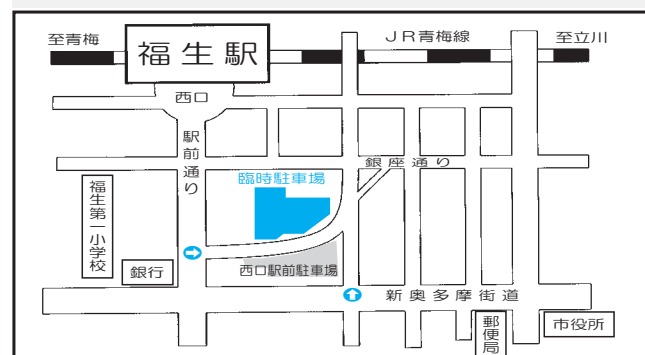 至青梅
福生駅
JR青梅線
至立川
西口
駅前通り
銀座通り
臨時駐車場
福生第一小学校
銀行
西口駅前駐車場
新奥多摩街道
郵便局
市役所